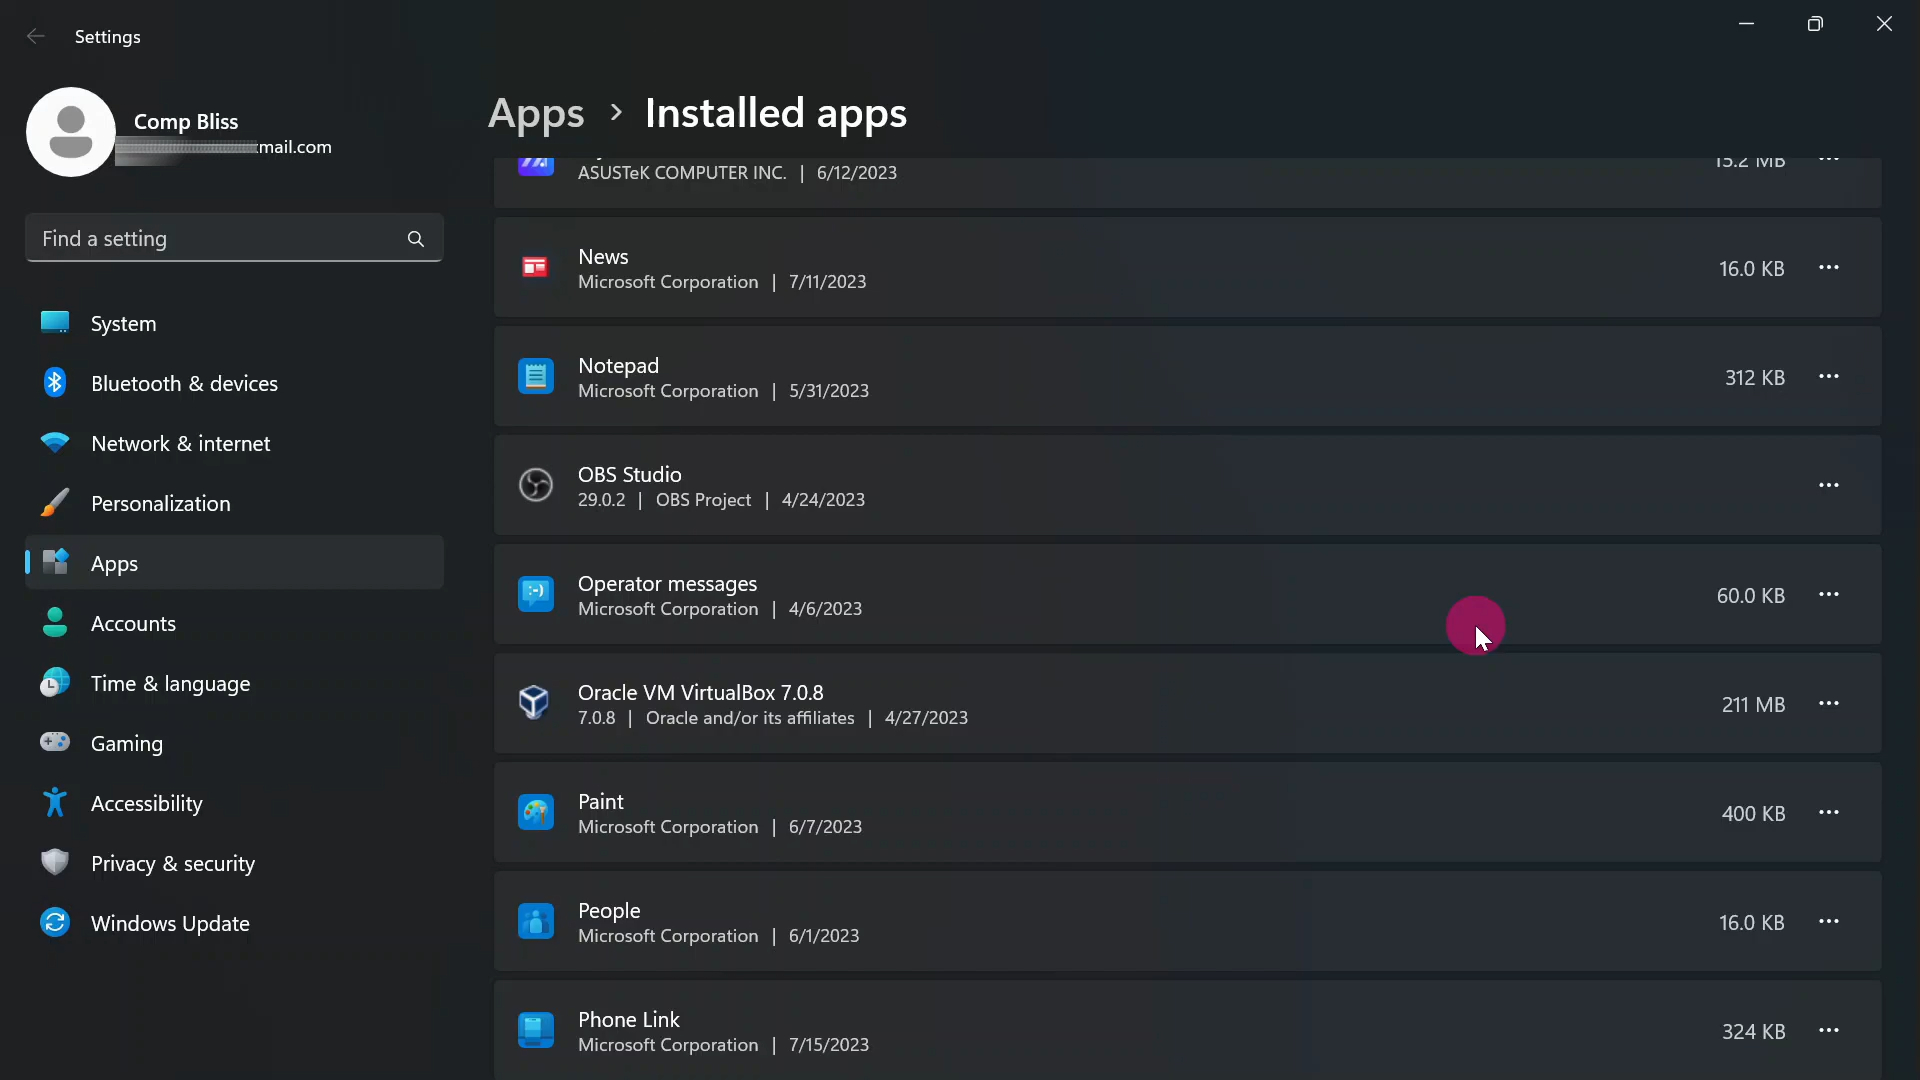 Settings
Comp Bliss
mail.com
Find a setting
System
Bluetooth & devices
Network & internet
Personalization
Apps
Accounts
Time & language
Gaming
Accessibility
Privacy & security
Windows Update
Apps > Installed apps
ASUSTeK COMPUTER INC. | 6/12/2023
15.2 MB
News
Microsoft Corporation | 7/11/2023
16.0 KB
Notepad
Microsoft Corporation | 5/31/2023
312 KB
OBS Studio
29.0.2 | OBS Project | 4/24/2023
Operator messages
Microsoft Corporation | 4/6/2023
60.0 KB
Oracle VM VirtualBox 7.0.8
7.0.8 | Oracle and/or its affiliates | 4/27/2023
211 MB
Paint
Microsoft Corporation | 6/7/2023
400 KB
People
Microsoft Corporation | 6/1/2023
16.0 KB
Phone Link
Microsoft Corporation | 7/15/2023
324 KB